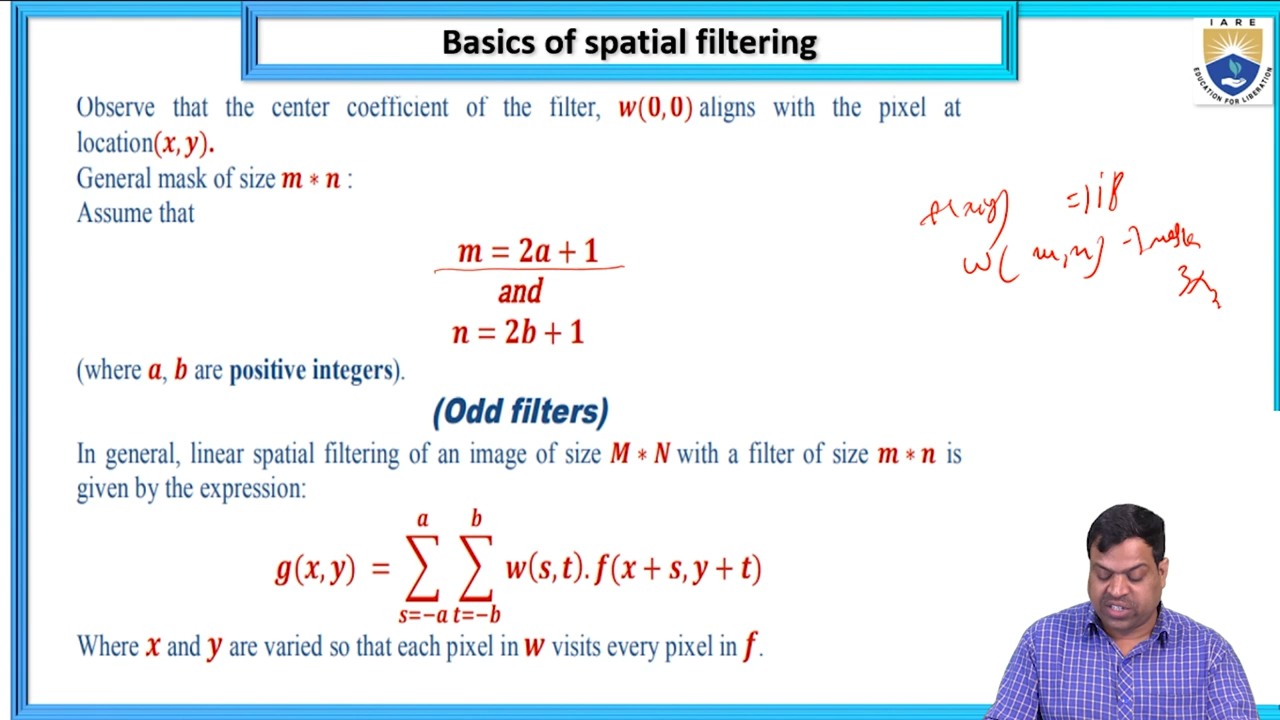 Basics of spatial filtering
IARE
EDUCATION FOR LIBERATION
Observe that the center coefficient of the filter, w(0,0) aligns with the pixel at
location(x, y).
General mask of size m * n :
Assume that
m = 2a + 1
and
n = 2b + 1
(where a, b are positive integers).
(Odd filters)
In general, linear spatial filtering of an image of size M * N with a filter of size m * n is
given by the expression:
g(x, y) = ∑ₛ₌₋ₐᵃ ∑ₜ₌₋bᵇ w(s, t). f(x + s, y + t)
Where x and y are varied so that each pixel in w visits every pixel in f.
w(m,n)
3x3